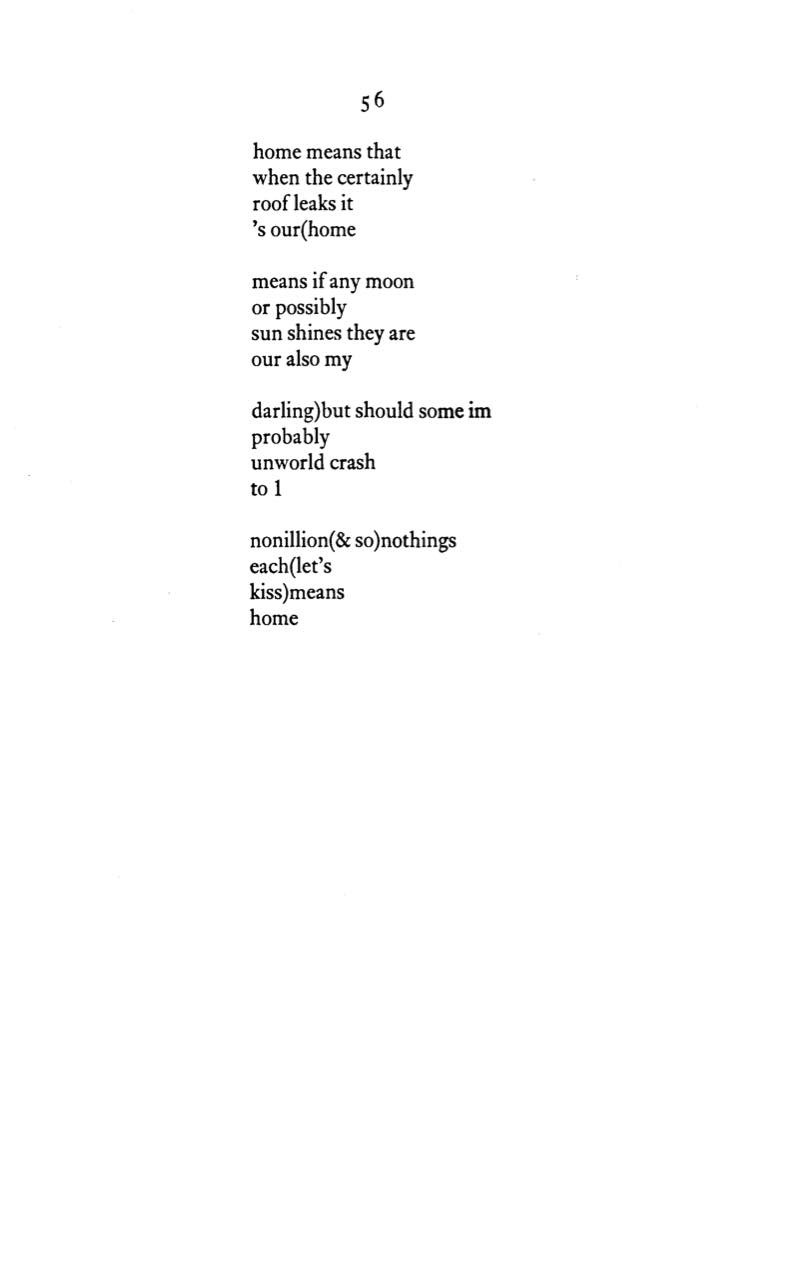 56
home means that
when the certainly
roof leaks it
’s our(home
means if any moon
or possibly
sun shines they are
our also my
darling)but should some im
probably
unworld crash
to 1
nonillion(& so)nothings
each(let’s
kiss)means
home